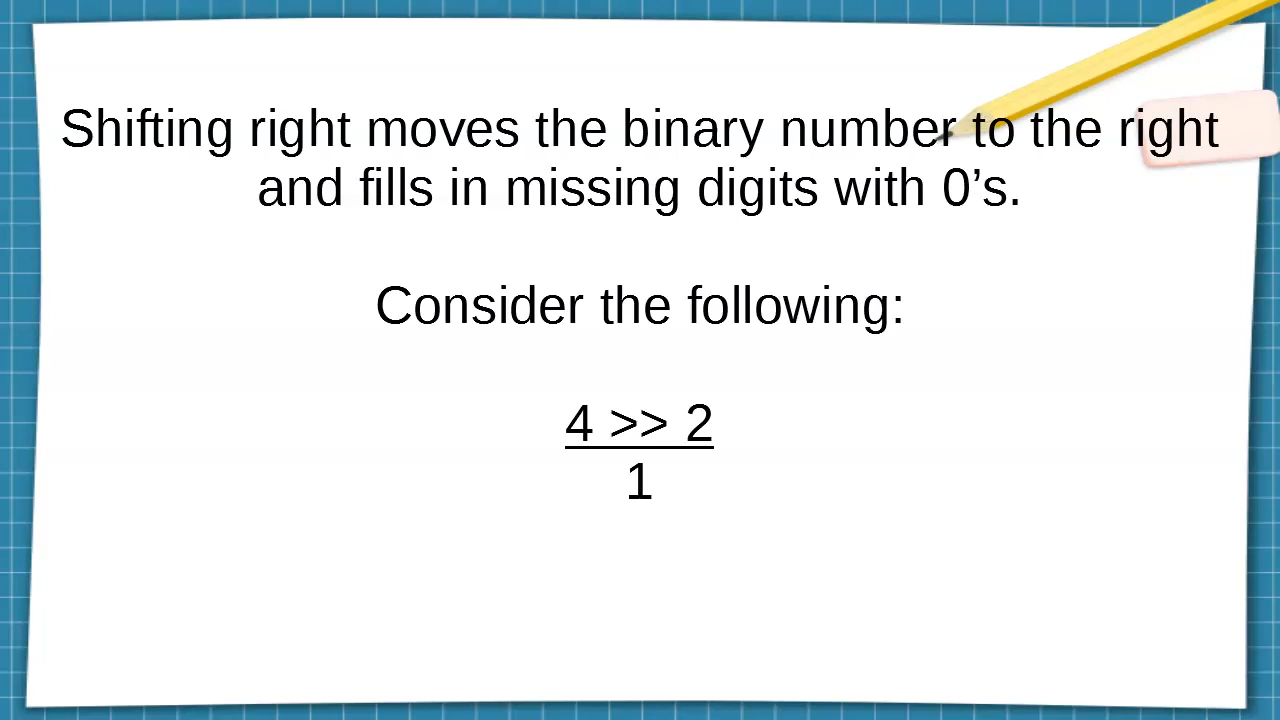 Shifting right moves the binary number to the right
and fills in missing digits with 0’s.
Consider the following:
4 >> 2
1